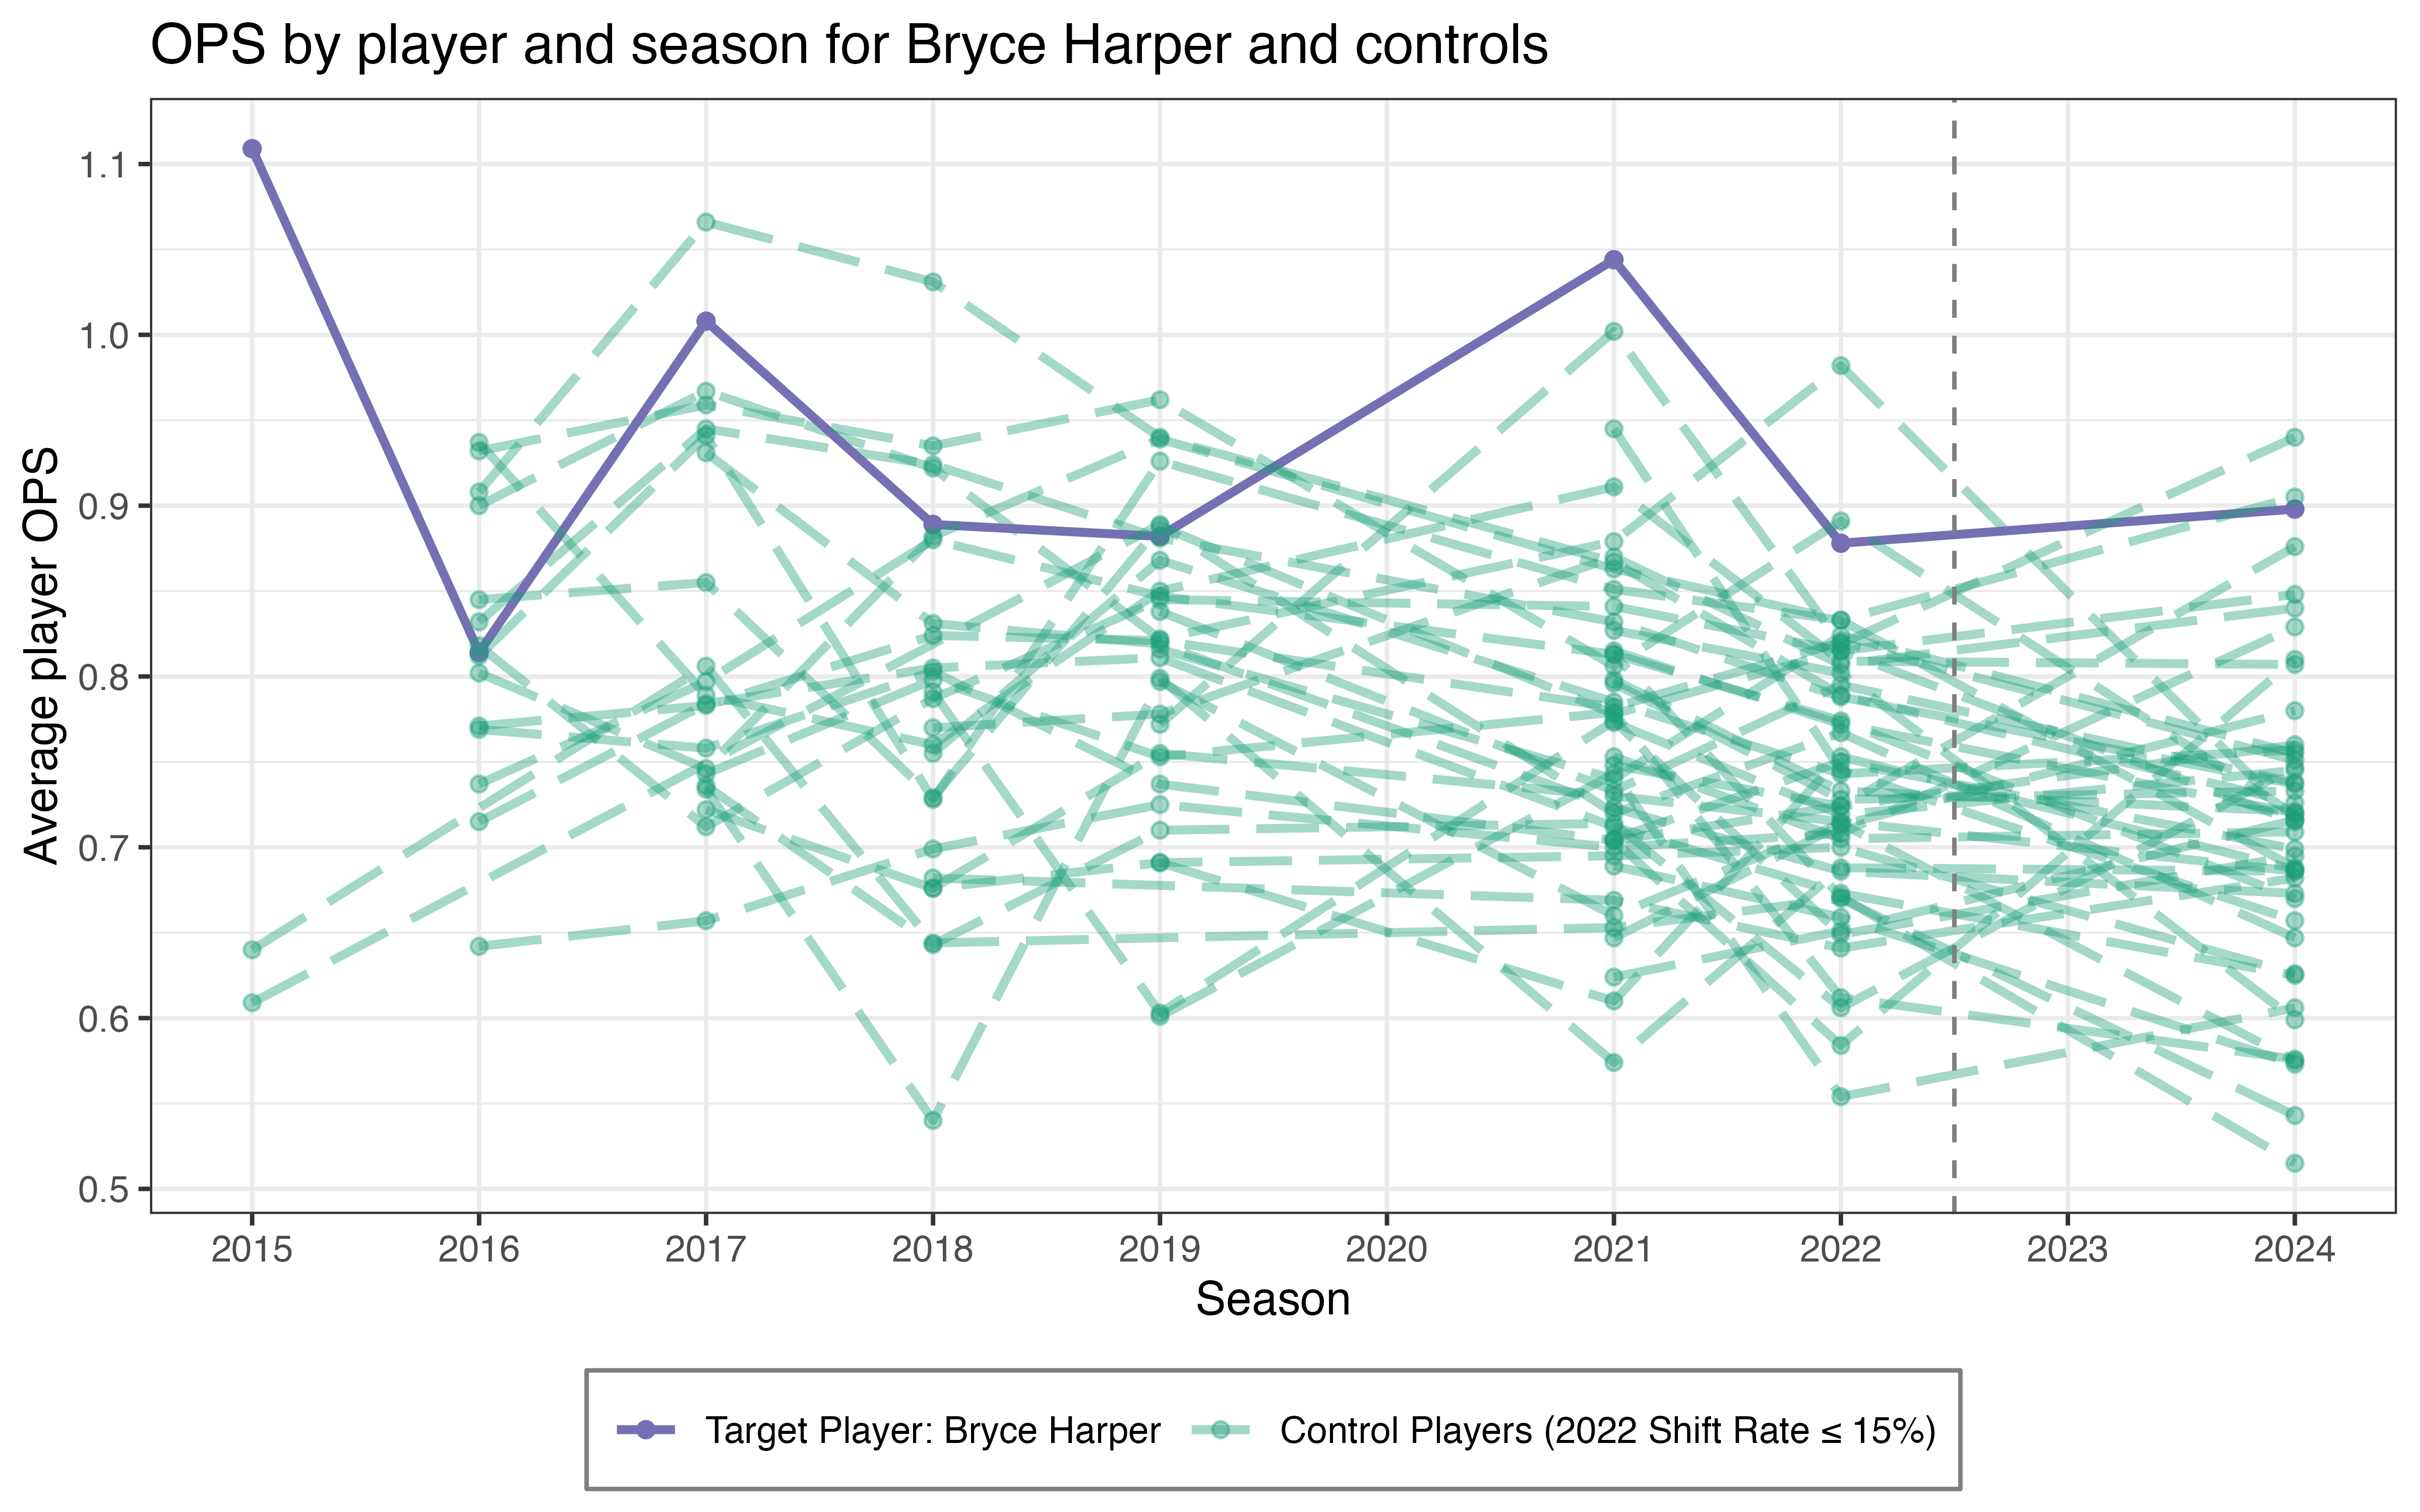 OPS by player and season for Bryce Harper and controls
Average player OPS
1.1
1.0
0.9
0.8
0.7
0.6
0.5
2015 2016 2017 2018 2019 2020 2021 2022 2023 2024
Season
Target Player: Bryce Harper Control Players (2022 Shift Rate ≤ 15%)